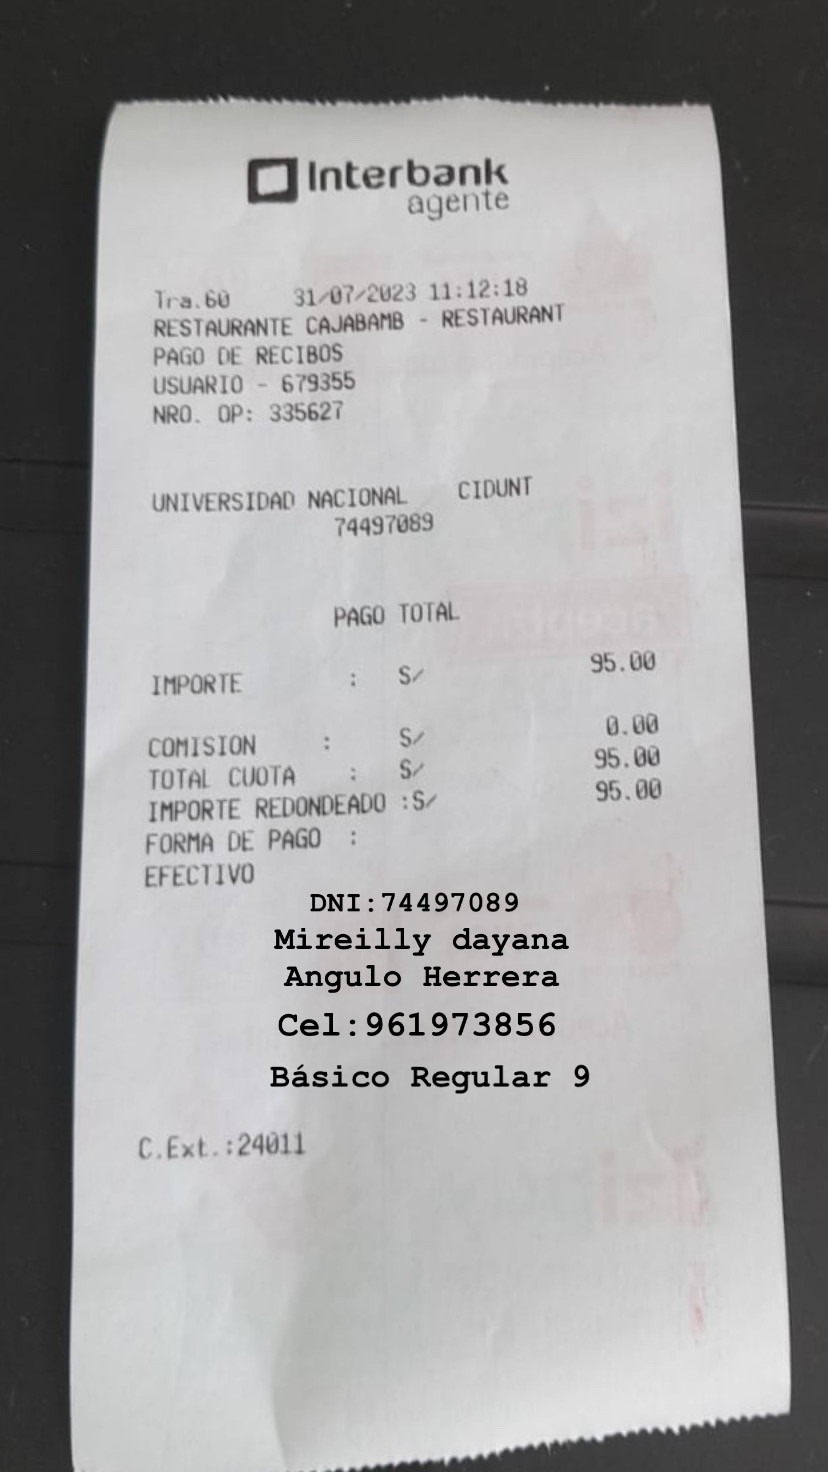 Interbank
agente
Tra.60 31/07/2023 11:12:18
RESTAURANTE CAJABAMB - RESTAURANT
PAGO DE RECIBOS
USUARIO - 679355
NRO. OP: 335627
UNIVERSIDAD NACIONAL CIDUNT
74497089
PAGO TOTAL
IMPORTE : S/ 95.00
COMISION : S/ 0.00
TOTAL CUOTA : S/ 95.00
IMPORTE REDONDEADO :S/ 95.00
FORMA DE PAGO :
EFECTIVO
DNI:74497089
Mireilly dayana
Angulo Herrera
Cel:961973856
Básico Regular 9
C.Ext.:24011